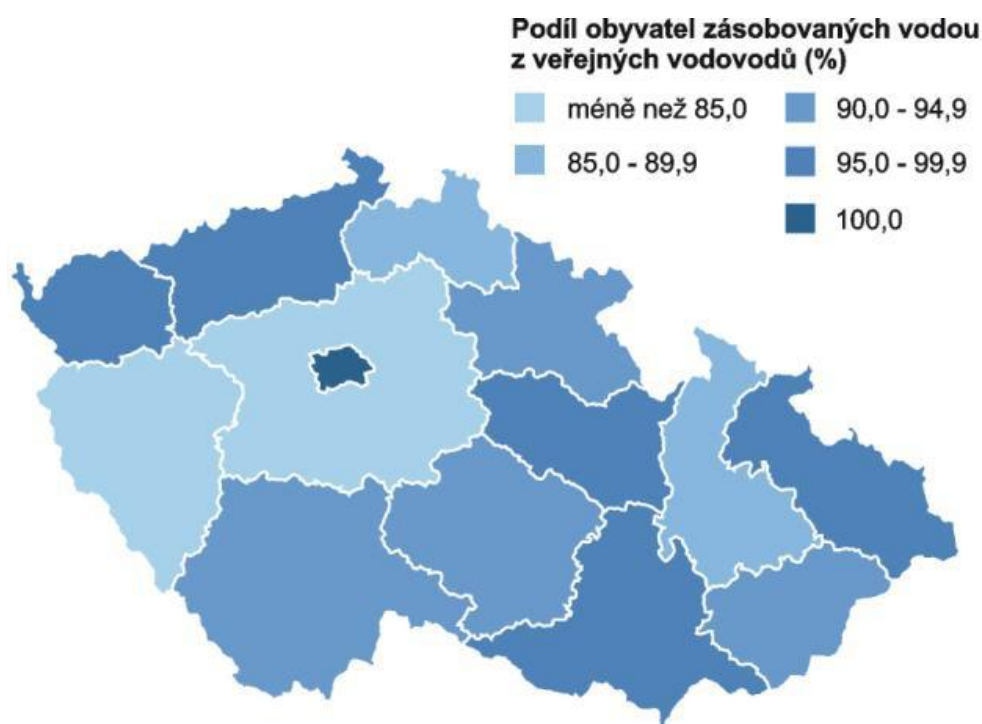 Podíl obyvatel zásobovaných vodou
z veřejných vodovodů (%)
méně než 85,0
85,0 - 89,9
90,0 - 94,9
95,0 - 99,9
100,0